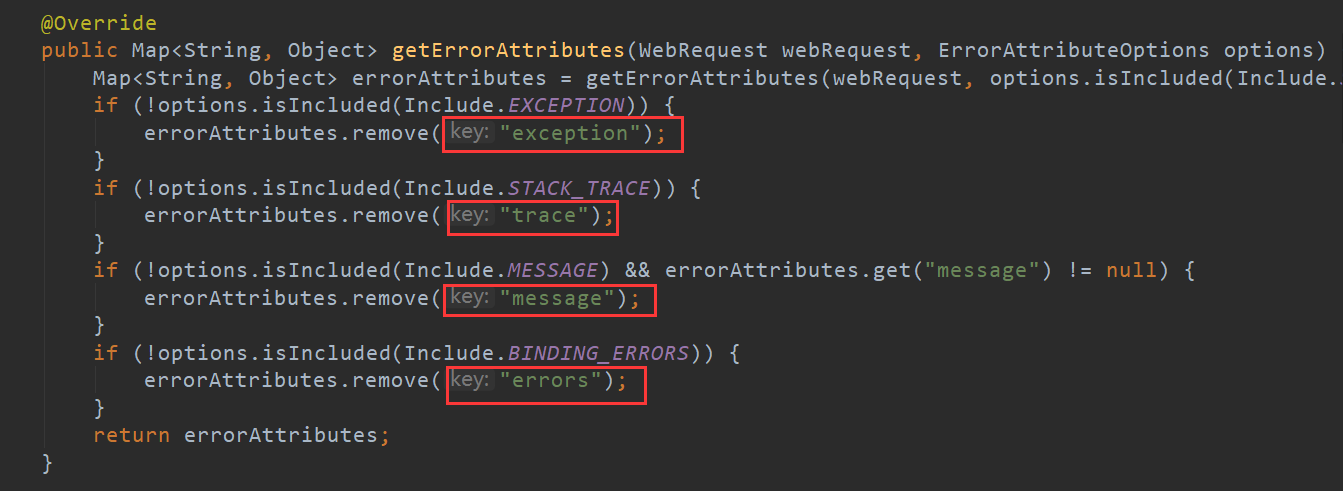 @Override
public Map<String, Object> getErrorAttributes(WebRequest webRequest, ErrorAttributeOptions options)
Map<String, Object> errorAttributes = getErrorAttributes(webRequest, options.isIncluded(Include..
if (!options.isIncluded(Include.EXCEPTION)) {
errorAttributes.remove( key: "exception");
}
if (!options.isIncluded(Include.STACK_TRACE)) {
errorAttributes.remove( key: "trace");
}
if (!options.isIncluded(Include.MESSAGE) && errorAttributes.get("message") != null) {
errorAttributes.remove( key: "message");
}
if (!options.isIncluded(Include.BINDING_ERRORS)) {
errorAttributes.remove( key: "errors");
}
return errorAttributes;
}